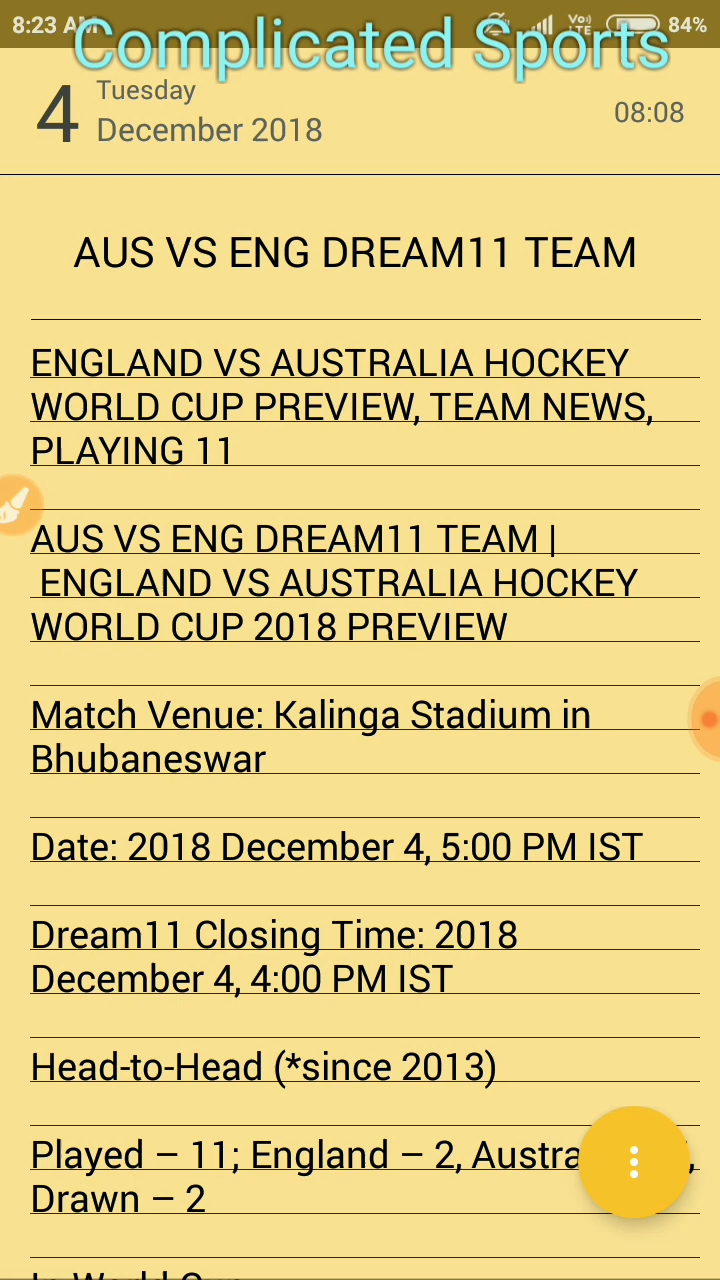 8:23 AM
Complicated Sports
Vo)) LTE
84%
4
Tuesday
December 2018
08:08
AUS VS ENG DREAM11 TEAM
ENGLAND VS AUSTRALIA HOCKEY
WORLD CUP PREVIEW, TEAM NEWS,
PLAYING 11
AUS VS ENG DREAM11 TEAM |
ENGLAND VS AUSTRALIA HOCKEY
WORLD CUP 2018 PREVIEW
Match Venue: Kalinga Stadium in
Bhubaneswar
Date: 2018 December 4, 5:00 PM IST
Dream11 Closing Time: 2018
December 4, 4:00 PM IST
Head-to-Head (*since 2013)
Played – 11; England – 2,
Drawn – 2